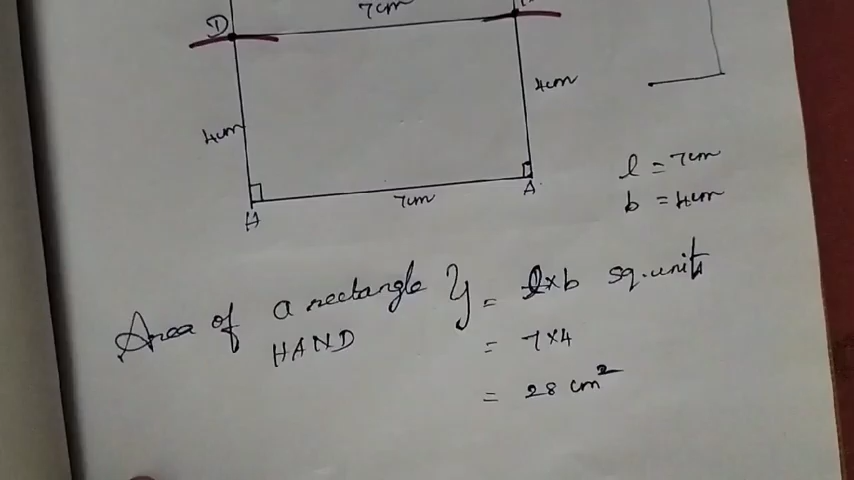 7cm
D
4cm
4cm
H
7cm
A
l = 7cm
b = 4cm
Area of a rectangle } = l×b sq.units
HAND
= 7×4
= 28 cm²